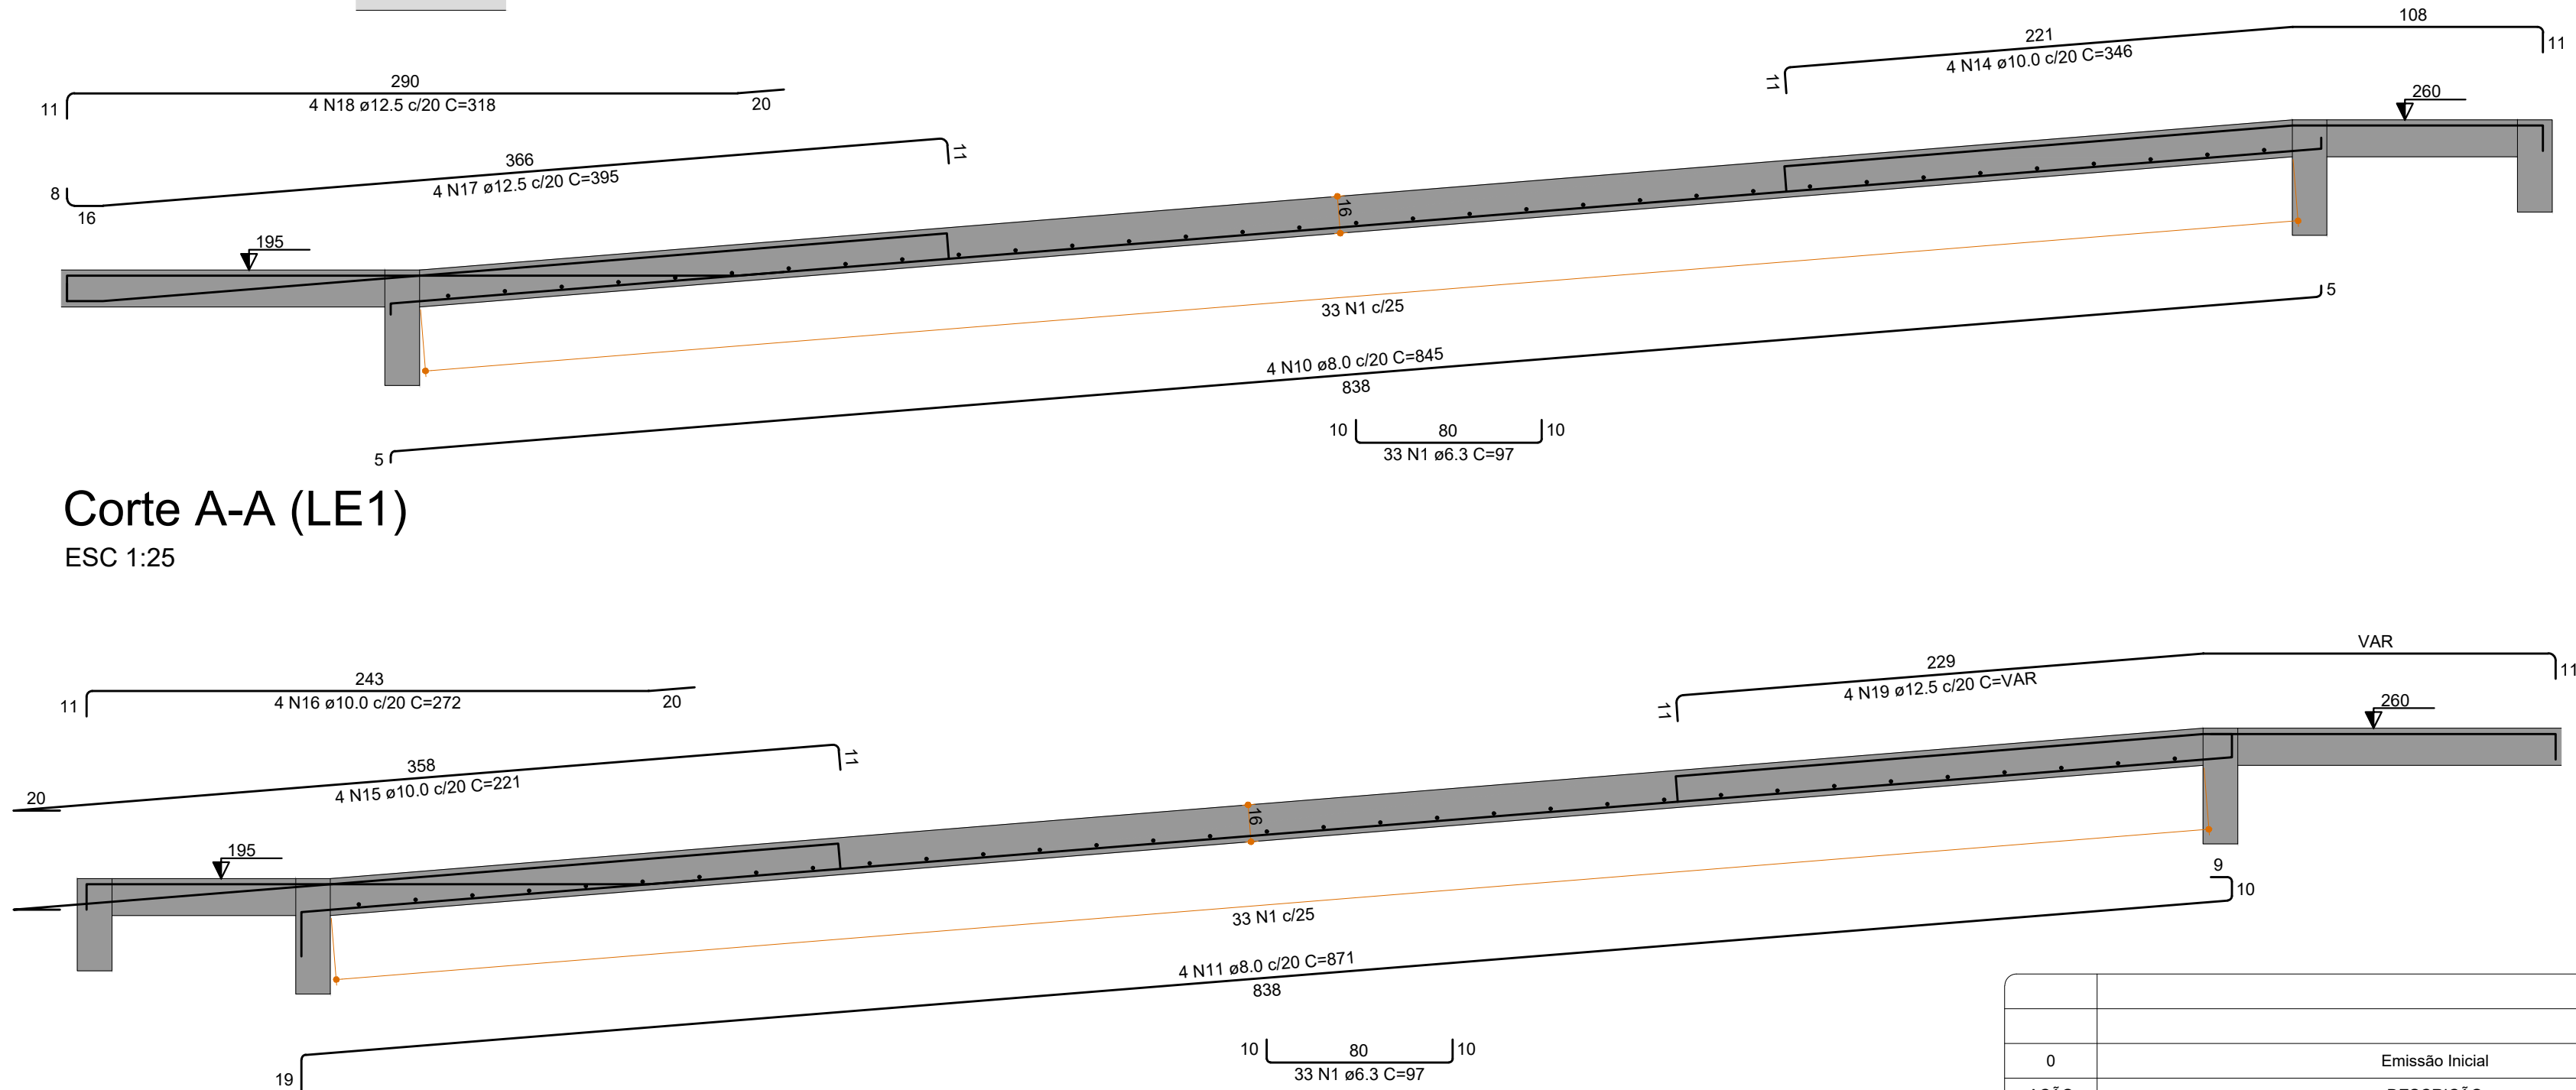 108
221
11
4 N14 ø10.0 c/20 C=346
11
290
11
4 N18 ø12.5 c/20 C=318
20
260
366
11
4 N17 ø12.5 c/20 C=395
8
16
195
16
33 N1 c/25
5
4 N10 ø8.0 c/20 C=845
838
10
80
10
33 N1 ø6.3 C=97
5
Corte A-A (LE1)
ESC 1:25
VAR
229
11
4 N19 ø12.5 c/20 C=VAR
11
243
11
4 N16 ø10.0 c/20 C=272
20
260
358
11
4 N15 ø10.0 c/20 C=221
20
195
16
9
10
33 N1 c/25
4 N11 ø8.0 c/20 C=871
838
10
80
10
33 N1 ø6.3 C=97
19
0
Emissão Inicial